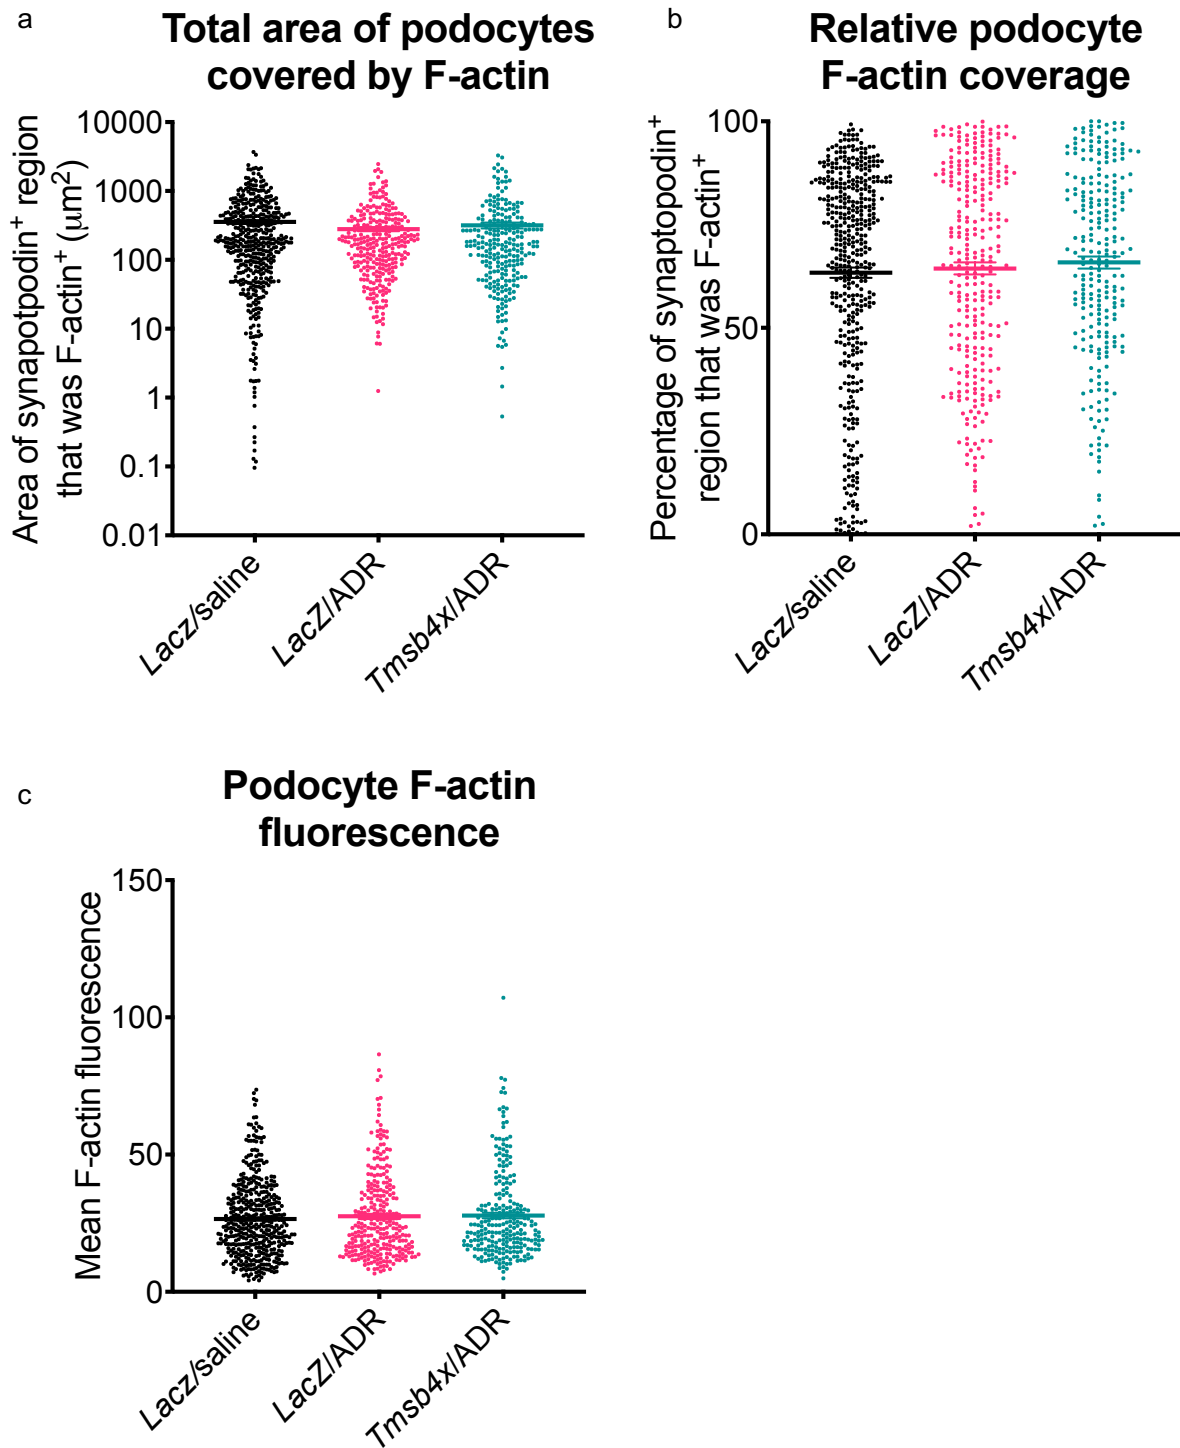 a
Total area of podocytes
covered by F-actin
Area of synapotpodin⁺ region
that was F-actin⁺ (μm²)
10000
1000
100
10
1
0.1
0.01
Lacz/saline
LacZ/ADR
Tmsb4x/ADR
b
Relative podocyte
F-actin coverage
Percentage of synaptopodin⁺
region that was F-actin⁺
100
50
0
Lacz/saline
LacZ/ADR
Tmsb4x/ADR
c
Podocyte F-actin
fluorescence
Mean F-actin fluorescence
150
100
50
0
Lacz/saline
LacZ/ADR
Tmsb4x/ADR